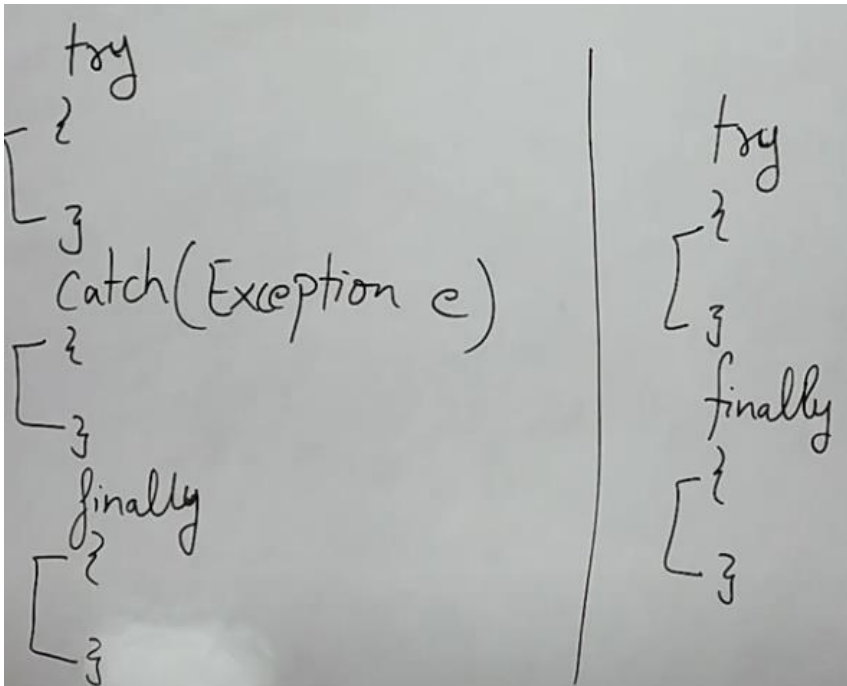 try
{
}
catch(Exception e)
{
}
finally
{
}
try
{
}
finally
{
}